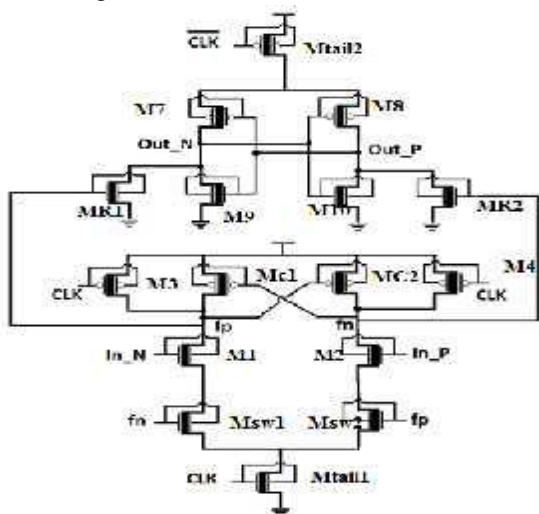 CLK
Mtail2
M7
M8
Out_N
Out_P
MR1
M9
M10
MR2
M3
Mc1
MC2
M4
CLK
CLK
fp
fn
In_N
M1
M2
In_P
fn
Msw1
Msw2
fp
CLK
Mtail1